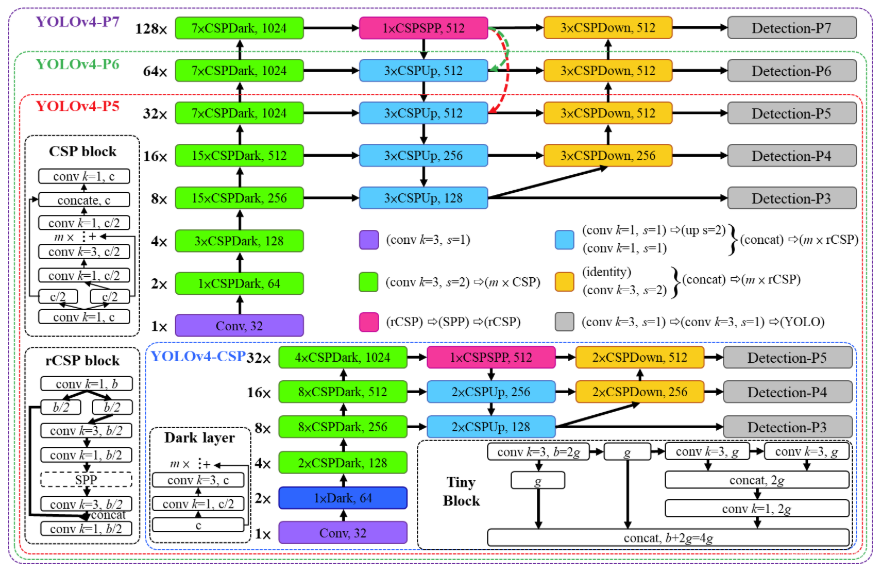 YOLOv4-P7 128× 7×CSPDark, 1024 1×CSPSPP, 512 3×CSPDown, 512 Detection-P7
YOLOv4-P6 64× 7×CSPDark, 1024 3×CSPUp, 512 3×CSPDown, 512 Detection-P6
YOLOv4-P5
32× 7×CSPDark, 1024 3×CSPUp, 512 3×CSPDown, 512 Detection-P5
16× 15×CSPDark, 512 3×CSPUp, 256 3×CSPDown, 256 Detection-P4
8× 15×CSPDark, 256 3×CSPUp, 128 Detection-P3
4× 3×CSPDark, 128
2× 1×CSPDark, 64
1× Conv, 32
CSP block
conv k=1, c
concate, c
conv k=1, c/2
m × ⋮+
conv k=3, c/2
conv k=1, c/2
c/2 c/2
conv k=1, c
(conv k=3, s=1)
(conv k=1, s=1) ⇨(up s=2)
(conv k=1, s=1)
}(concat) ⇨(m × rCSP)
(conv k=3, s=2) ⇨(m × CSP)
(identity)
(conv k=3, s=2)
}(concat) ⇨(m × rCSP)
(rCSP) ⇨(SPP) ⇨(rCSP)
(conv k=3, s=1) ⇨(conv k=3, s=1) ⇨(YOLO)
rCSP block
conv k=1, b
b/2 b/2
conv k=3, b/2
conv k=1, b/2
SPP
conv k=3, b/2
concat
conv k=1, b/2
YOLOv4-CSP 32× 4×CSPDark, 1024 1×CSPSPP, 512 2×CSPDown, 512 Detection-P5
16× 8×CSPDark, 512 2×CSPUp, 256 2×CSPDown, 256 Detection-P4
8× 8×CSPDark, 256 2×CSPUp, 128 Detection-P3
4× 2×CSPDark, 128
2× 1×Dark, 64
1× Conv, 32
Dark layer
m × ⋮+
conv k=3, c
conv k=1, c/2
c
Tiny
Block
conv k=3, b=2g g conv k=3, g conv k=3, g
g concat, 2g
conv k=1, 2g
concat, b+2g=4g